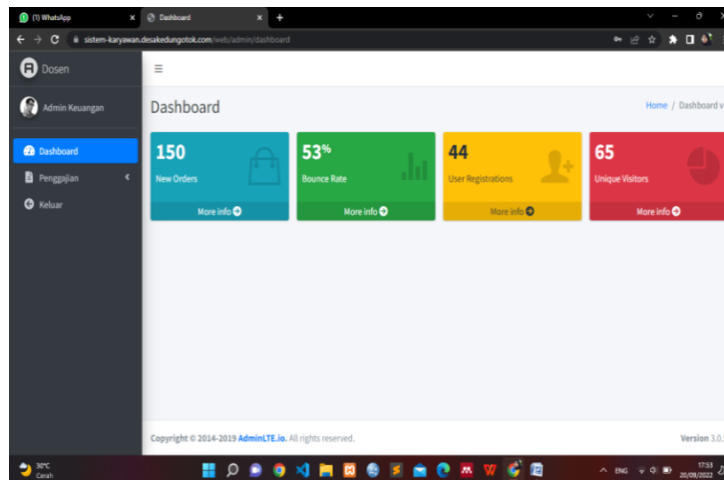 (1) WhatsApp
Dashboard
sistem-karyawan.desakedungotok.com/web/admin/dashboard
Dosen
Admin Keuangan
Dashboard
Home / Dashboard v
Dashboard
Penggajian
Keluar
150
New Orders
More info
53%
Bounce Rate
More info
44
User Registrations
More info
65
Unique Visitors
More info
Copyright © 2014-2019 AdminLTE.io. All rights reserved.
Version 3.0.
30°C
Cerah
ENG
17:53
20/09/2022